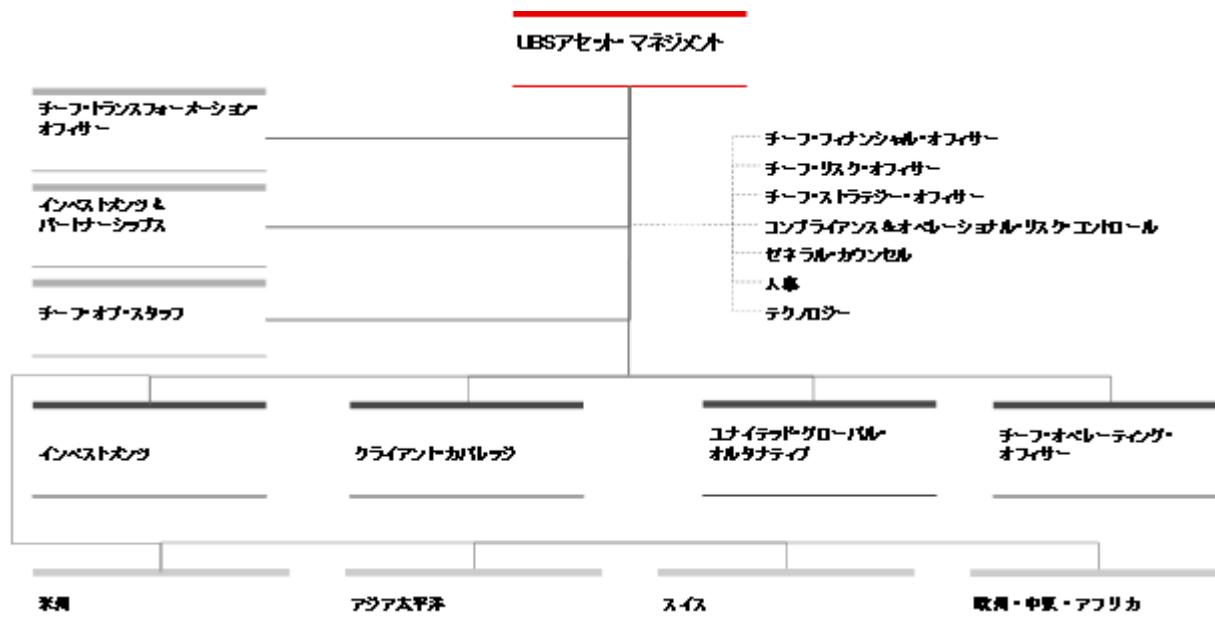 UBSアセット・マネジメント
チーフ・トランスフォーメーション・
オフィサー
インベストメンツ &
パートナーシップス
チーフ・オブ・スタッフ
チーフ・フィナンシャル・オフィサー
チーフ・リスク・オフィサー
チーフ・ストラテジー・オフィサー
コンプライアンス&オペレーショナル・リスク・コントロール
ゼネラル・カウンセル
人事
テクノロジー
インベストメンツ
クライアント・カバレッジ
ユナイテッド・グローバル・
オルタナティブ
チーフ・オペレーティング・
オフィサー
米州
アジア太平洋
スイス
欧州・中東・アフリカ